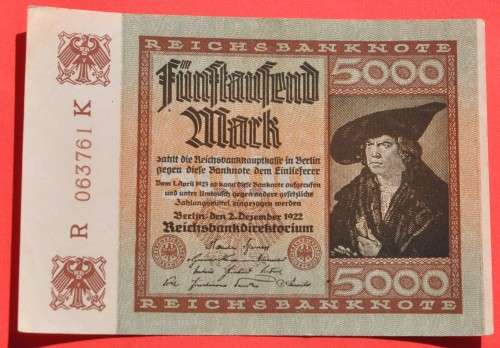 REICHSBANKNOTE
Fünftausend
5000
Mark
Zahlt die Reichsbankhauptkasse in Berlin
gegen diese Banknote dem Einlieferer
Vom 1. April 1923 ab kann diese Banknote aufgerufen
und unter Umtausch gegen andere gesetzliche
Zahlungsmittel eingezogen werden
Berlin, den 2. Dezember 1922
Reichsbankdirektorium
5000
REICHSBANKNOTE
R 063761 K